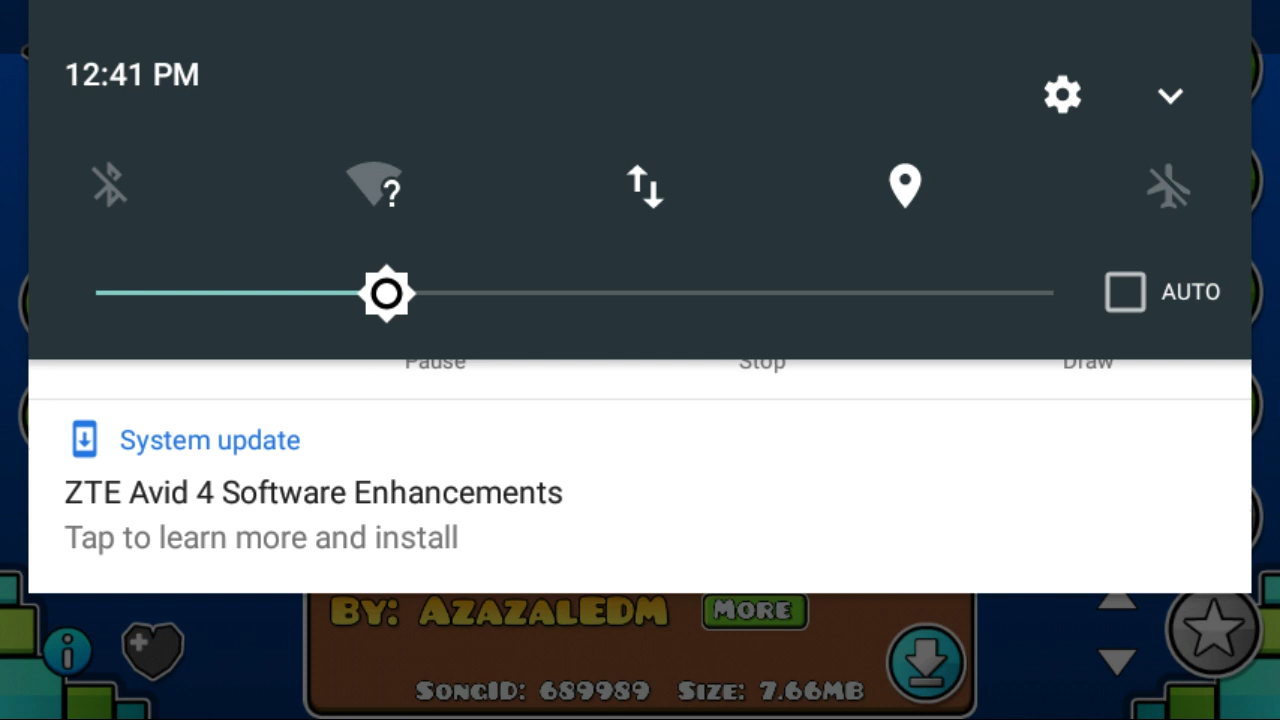 12:41 PM
?
AUTO
Pause Stop Draw
System update
ZTE Avid 4 Software Enhancements
Tap to learn more and install
By: AzazalEDM MORE
SongID: 689989 Size: 7.66MB